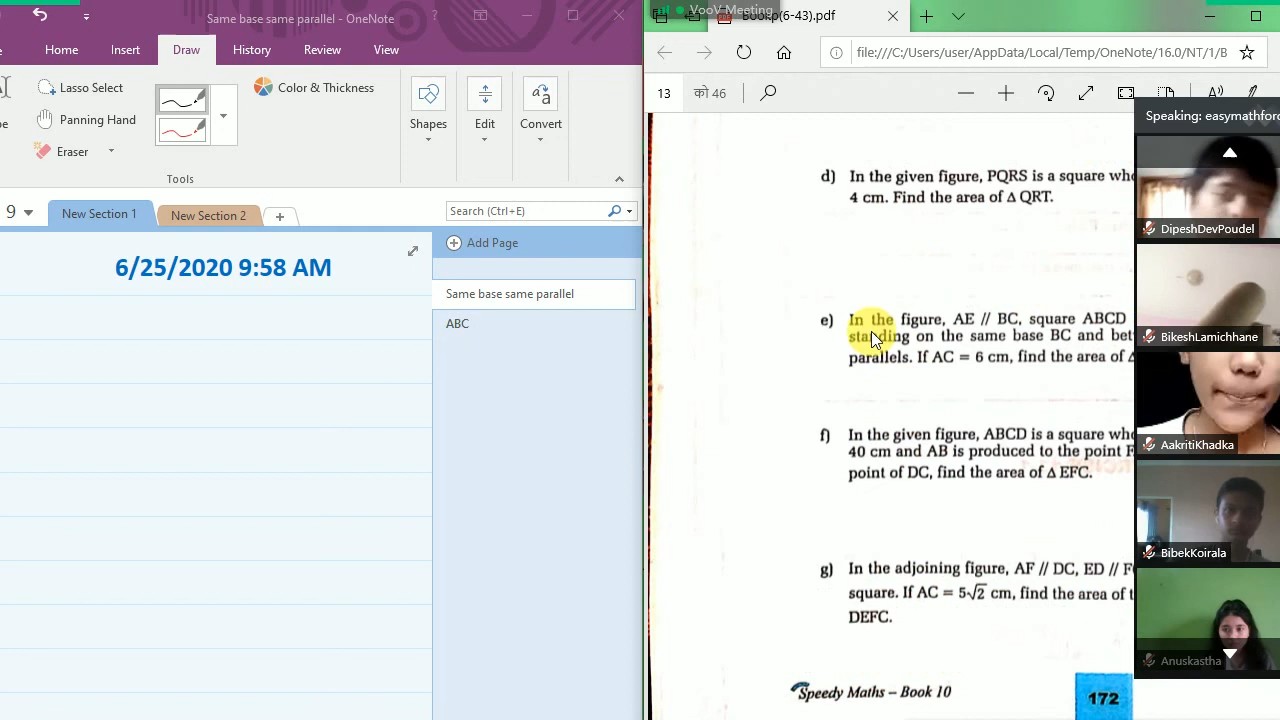 Same base same parallel - OneNote
?
Home Insert Draw History Review View
Lasso Select
Panning Hand
Eraser
Color & Thickness
Shapes
Edit
Convert
Tools
9
New Section 1
New Section 2
Search (Ctrl+E)
Add Page
6/25/2020 9:58 AM
Same base same parallel
ABC
VooV Meeting
Bookp(6-43).pdf
file:///C:/Users/user/AppData/Local/Temp/OneNote/16.0/NT/1/B
13 को 46
Speaking: easymathforc
d) In the given figure, PQRS is a square who
4 cm. Find the area of Δ QRT.
e) In the figure, AE // BC, square ABCD
standing on the same base BC and bet
parallels. If AC = 6 cm, find the area of Δ
f) In the given figure, ABCD is a square who
40 cm and AB is produced to the point F
point of DC, find the area of Δ EFC.
g) In the adjoining figure, AF // DC, ED // F
square. If AC = 5√2 cm, find the area of t
DEFC.
Speedy Maths – Book 10
172
DipeshDevPoudel
BikeshLamichhane
AakritiKhadka
BibekKoirala
Anuskastha